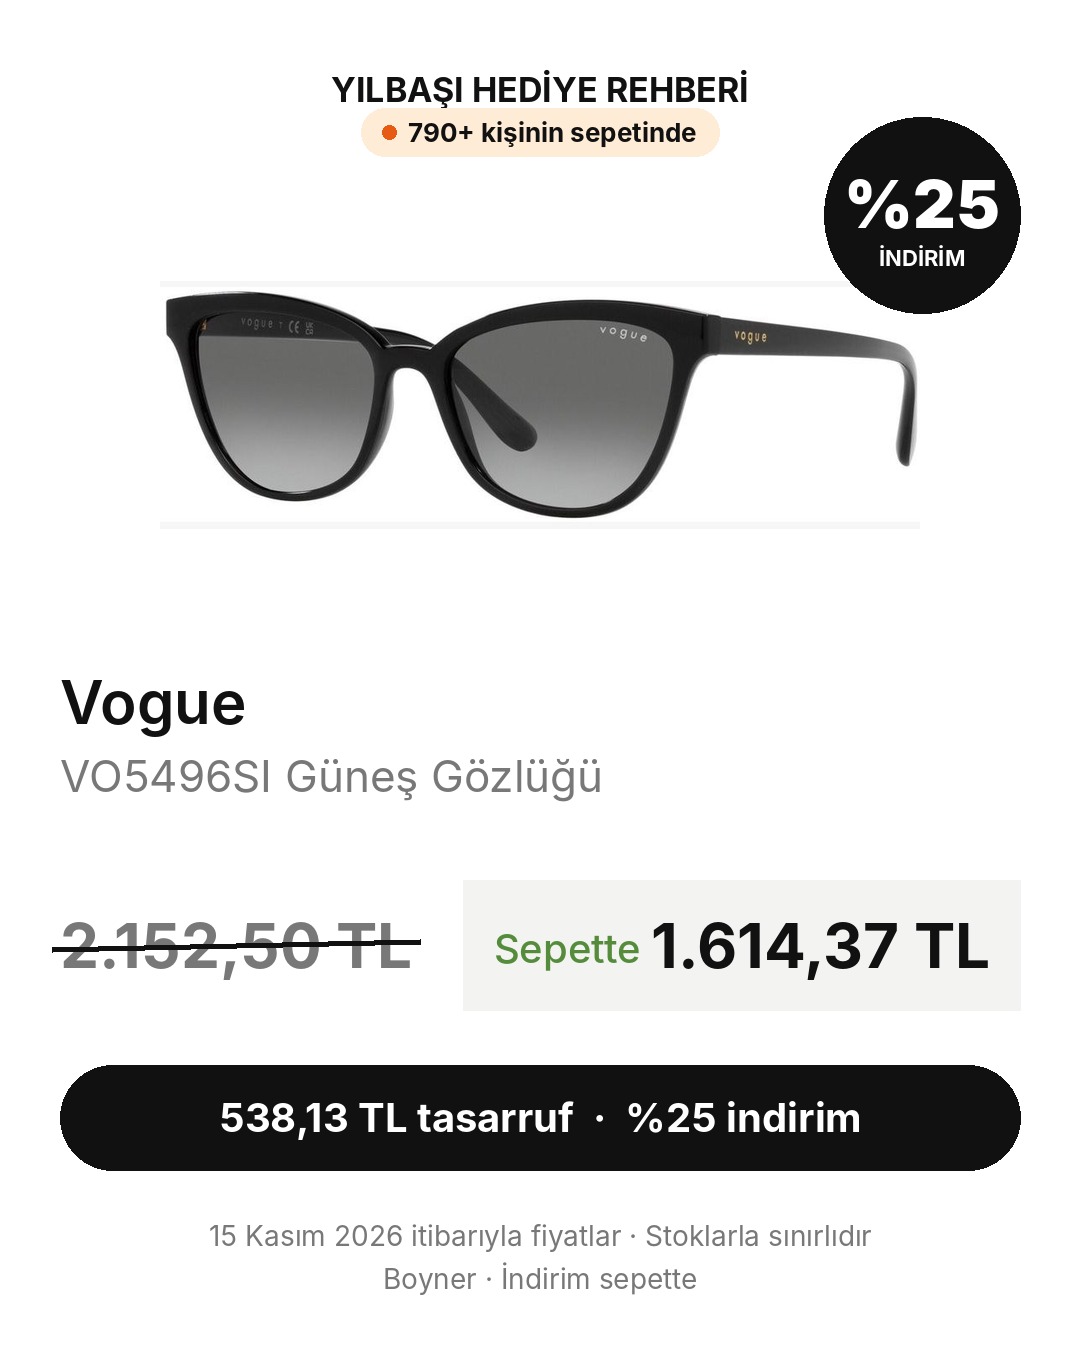 YILBAŞI HEDİYE REHBERİ
790+ kişinin sepetinde
%25
İNDİRİM
vogue
vogue
vogue
Vogue
VO5496SI Güneş Gözlüğü
2.152,50 TL
Sepette 1.614,37 TL
538,13 TL tasarruf · %25 indirim
15 Kasım 2026 itibarıyla fiyatlar · Stoklarla sınırlıdır
Boyner · İndirim sepette